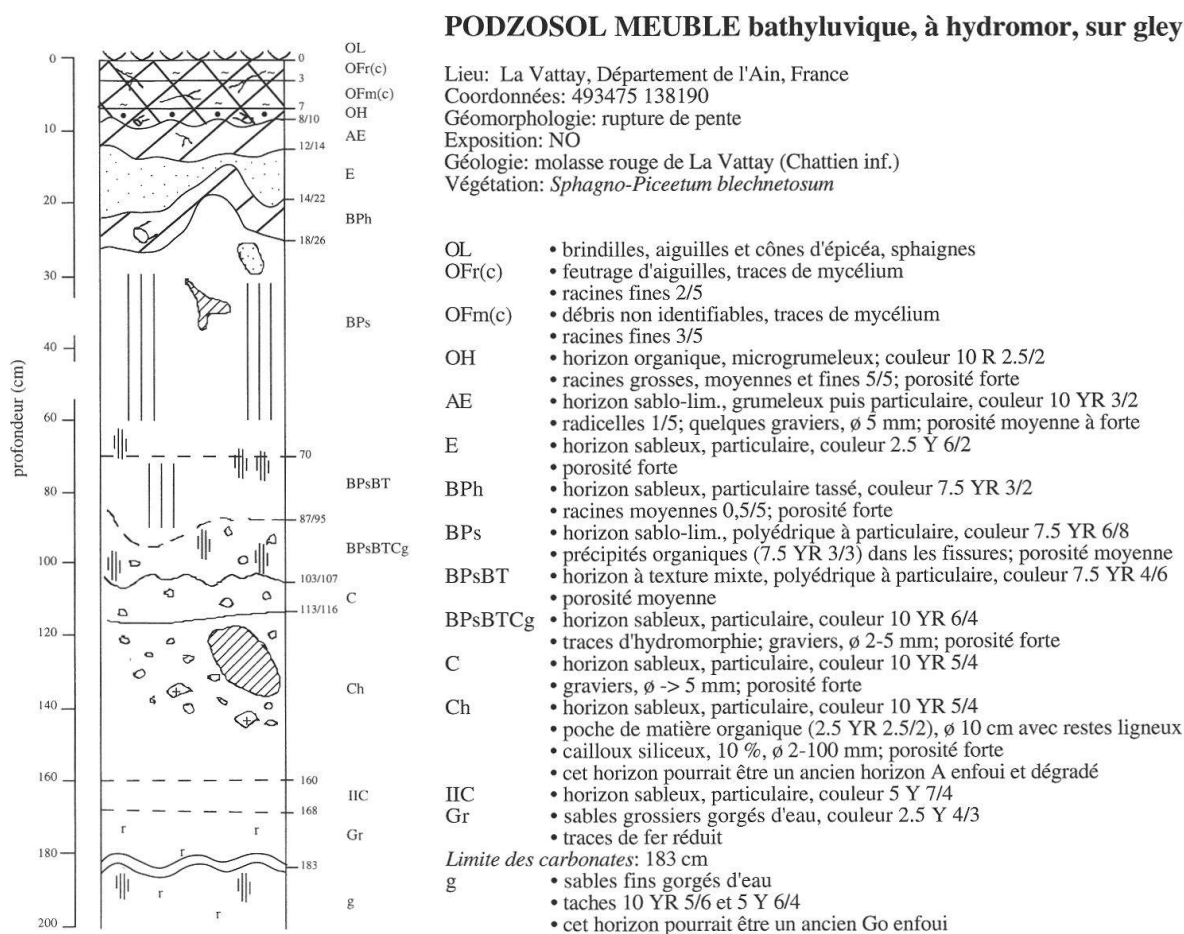 PODZOSOL MEUBLE bathyluvique, à hydromor, sur gley
Lieu: La Vattay, Département de l'Ain, France
Coordonnées: 493475 138190
Géomorphologie: rupture de pente
Exposition: NO
Géologie: molasse rouge de La Vattay (Chattien inf.)
Végétation: Sphagno-Piceetum blechnetosum
profondeur (cm)
0
10
20
30
40
60
80
100
120
140
160
180
200
OL
0
OFr(c)
3
OFm(c)
7
OH
8/10
AE
12/14
E
14/22
BPh
18/26
BPs
70
BPsBT
87/95
BPsBTCg
103/107
C
113/116
Ch
160
IIC
168
Gr
183
g
r r
r
r
r
OL • brindilles, aiguilles et cônes d'épicéa, sphaignes
OFr(c) • feutrage d'aiguilles, traces de mycélium
• racines fines 2/5
OFm(c) • débris non identifiables, traces de mycélium
• racines fines 3/5
OH • horizon organique, microgrumeleux; couleur 10 R 2.5/2
• racines grosses, moyennes et fines 5/5; porosité forte
AE • horizon sablo-lim., grumeleux puis particulaire, couleur 10 YR 3/2
• radicelles 1/5; quelques graviers, ø 5 mm; porosité moyenne à forte
E • horizon sableux, particulaire, couleur 2.5 Y 6/2
• porosité forte
BPh • horizon sableux, particulaire tassé, couleur 7.5 YR 3/2
• racines moyennes 0,5/5; porosité forte
BPs • horizon sablo-lim., polyédrique à particulaire, couleur 7.5 YR 6/8
• précipités organiques (7.5 YR 3/3) dans les fissures; porosité moyenne
BPsBT • horizon à texture mixte, polyédrique à particulaire, couleur 7.5 YR 4/6
• porosité moyenne
BPsBTCg • horizon sableux, particulaire, couleur 10 YR 6/4
• traces d'hydromorphie; graviers, ø 2-5 mm; porosité forte
C • horizon sableux, particulaire, couleur 10 YR 5/4
• graviers, ø -> 5 mm; porosité forte
Ch • horizon sableux, particulaire, couleur 10 YR 5/4
• poche de matière organique (2.5 YR 2.5/2), ø 10 cm avec restes ligneux
• cailloux siliceux, 10 %, ø 2-100 mm; porosité forte
• cet horizon pourrait être un ancien horizon A enfoui et dégradé
IIC • horizon sableux, particulaire, couleur 5 Y 7/4
Gr • sables grossiers gorgés d'eau, couleur 2.5 Y 4/3
• traces de fer réduit
Limite des carbonates: 183 cm
g • sables fins gorgés d'eau
• taches 10 YR 5/6 et 5 Y 6/4
• cet horizon pourrait être un ancien Go enfoui